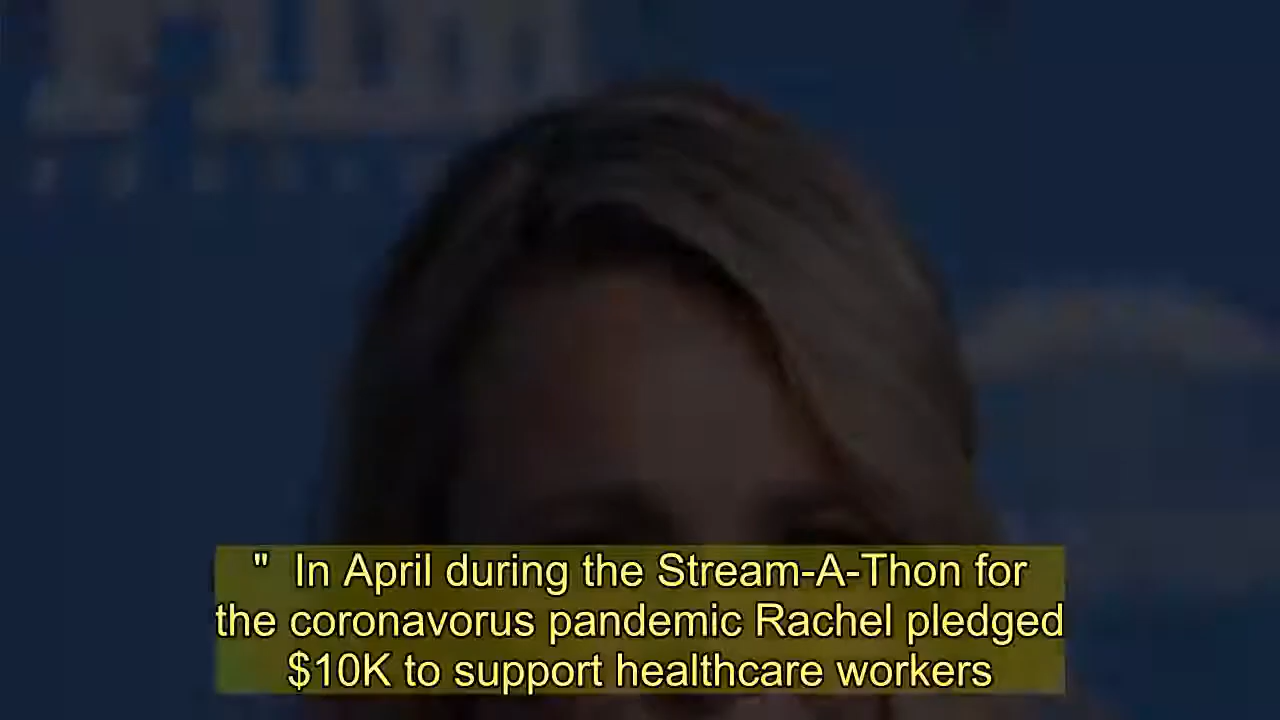 " In April during the Stream-A-Thon for
the coronavorus pandemic Rachel pledged
$10K to support healthcare workers